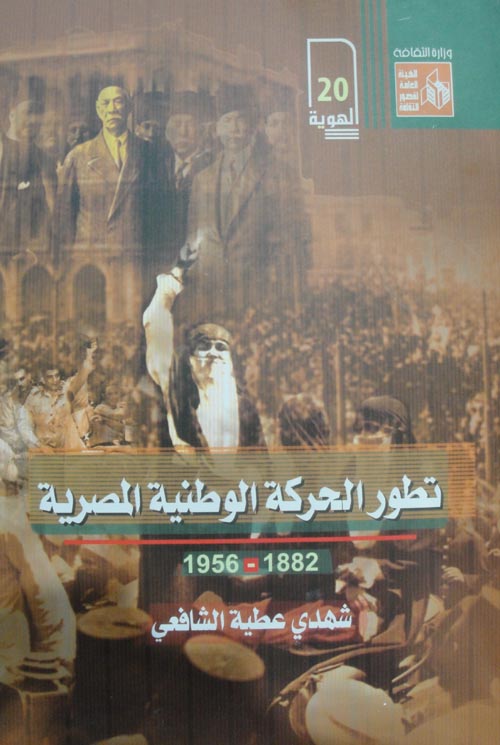 وزارة الثقافة
الهيئة
العامة
لقصور
الثقافة
20
الهوية
تطور الحركة الوطنية المصرية
1882 - 1956
شهدي عطية الشافعي